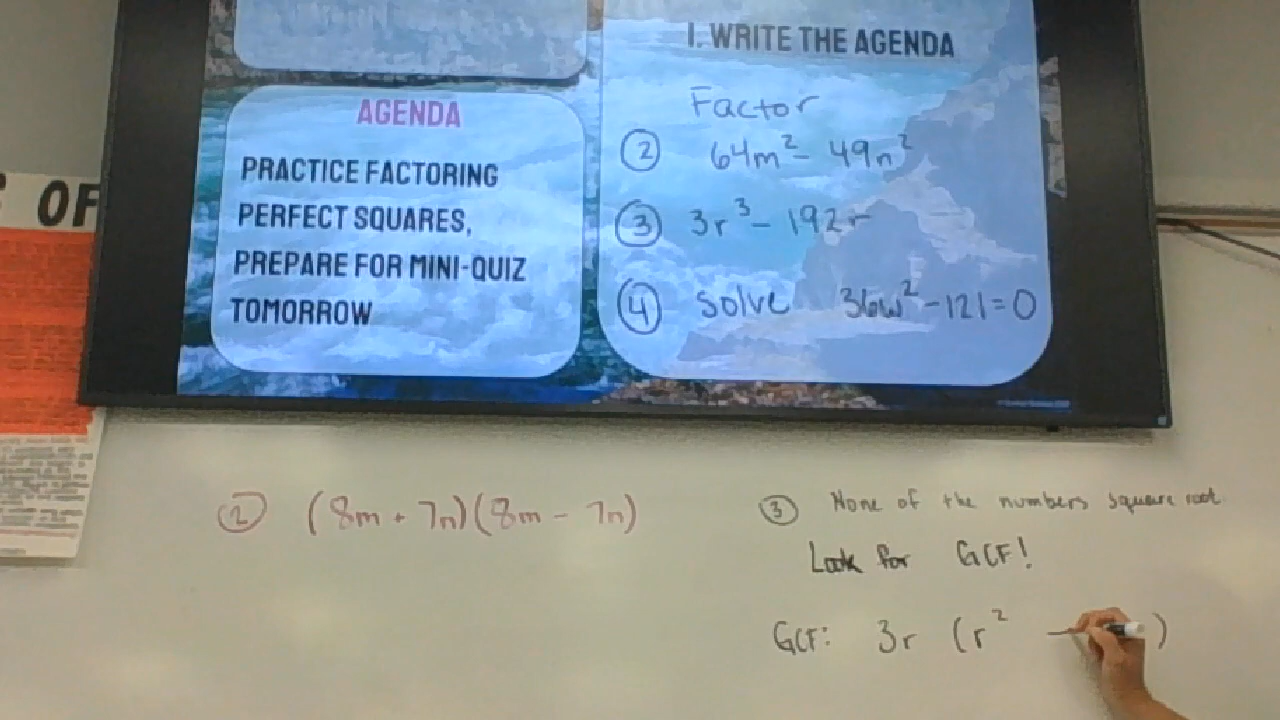 OF
AGENDA
PRACTICE FACTORING
PERFECT SQUARES,
PREPARE FOR MINI-QUIZ
TOMORROW
1. WRITE THE AGENDA
Factor
② 64m² - 49n²
③ 3r³ - 192r
④ Solve 36w² - 121 = 0
② (8m + 7n)(8m - 7n)
③ None of the numbers square root
Look for GCF!
GCF: 3r (r² - )